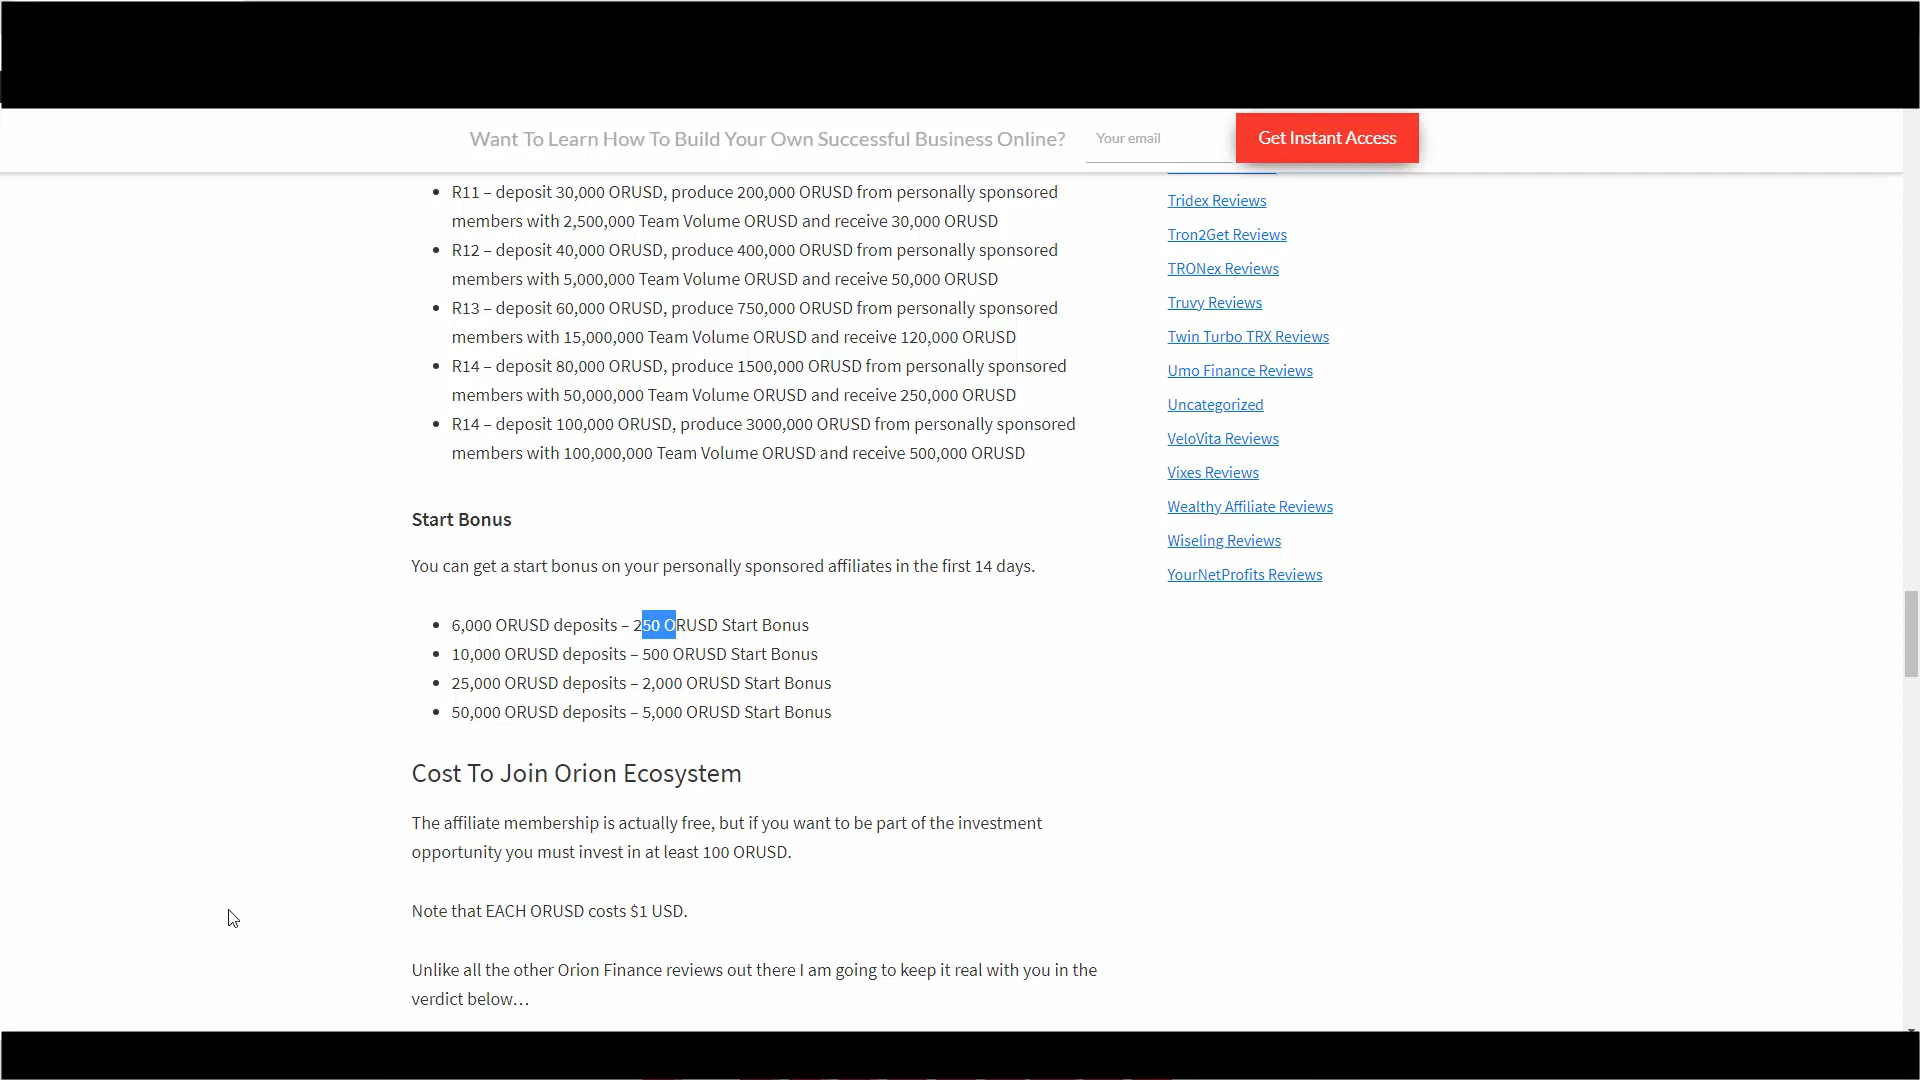 Want To Learn How To Build Your Own Successful Business Online?
Your email
Get Instant Access
R11 – deposit 30,000 ORUSD, produce 200,000 ORUSD from personally sponsored
members with 2,500,000 Team Volume ORUSD and receive 30,000 ORUSD
R12 – deposit 40,000 ORUSD, produce 400,000 ORUSD from personally sponsored
members with 5,000,000 Team Volume ORUSD and receive 50,000 ORUSD
R13 – deposit 60,000 ORUSD, produce 750,000 ORUSD from personally sponsored
members with 15,000,000 Team Volume ORUSD and receive 120,000 ORUSD
R14 – deposit 80,000 ORUSD, produce 1500,000 ORUSD from personally sponsored
members with 50,000,000 Team Volume ORUSD and receive 250,000 ORUSD
R14 – deposit 100,000 ORUSD, produce 3000,000 ORUSD from personally sponsored
members with 100,000,000 Team Volume ORUSD and receive 500,000 ORUSD
Start Bonus
You can get a start bonus on your personally sponsored affiliates in the first 14 days.
6,000 ORUSD deposits – 250 ORUSD Start Bonus
10,000 ORUSD deposits – 500 ORUSD Start Bonus
25,000 ORUSD deposits – 2,000 ORUSD Start Bonus
50,000 ORUSD deposits – 5,000 ORUSD Start Bonus
Cost To Join Orion Ecosystem
The affiliate membership is actually free, but if you want to be part of the investment
opportunity you must invest in at least 100 ORUSD.
Note that EACH ORUSD costs $1 USD.
Unlike all the other Orion Finance reviews out there I am going to keep it real with you in the
verdict below…
Tridex Reviews
Tron2Get Reviews
TRONex Reviews
Truvy Reviews
Twin Turbo TRX Reviews
Umo Finance Reviews
Uncategorized
VeloVita Reviews
Vixes Reviews
Wealthy Affiliate Reviews
Wiseling Reviews
YourNetProfits Reviews